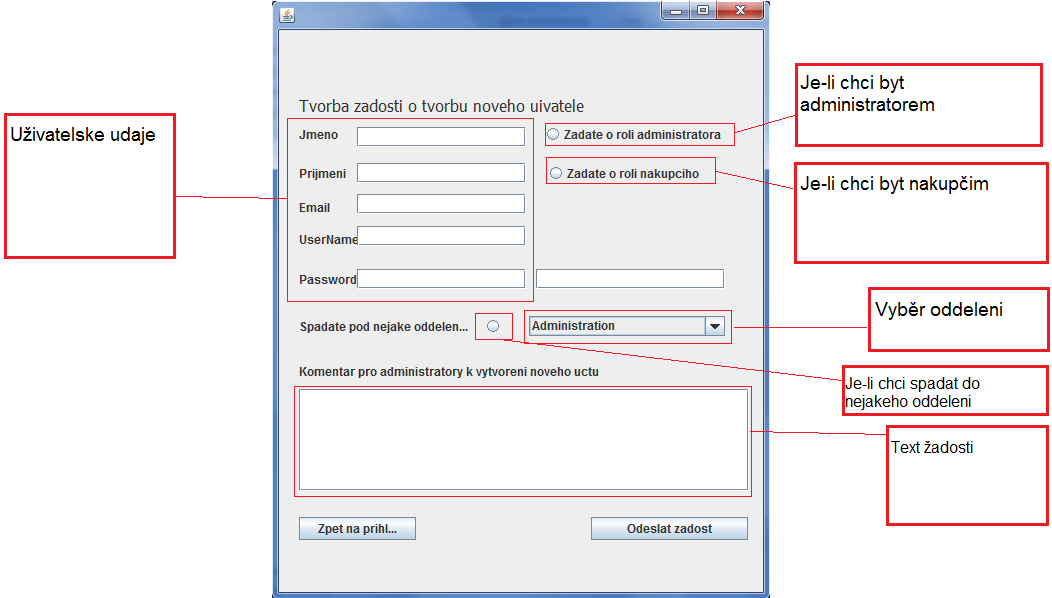 Tvorba zadosti o tvorbu noveho uivatele
Uživatelske udaje
Jmeno
Prijmeni
Email
UserName
Password
Zadate o roli administratora
Zadate o roli nakupciho
Je-li chci byt
administratorem
Je-li chci byt nakupčim
Spadate pod nejake oddelen...
Administration
Vyběr oddeleni
Je-li chci spadat do
nejakeho oddeleni
Komentar pro administratory k vytvoreni noveho uctu
Text žadosti
Zpet na prihl...
Odeslat zadost